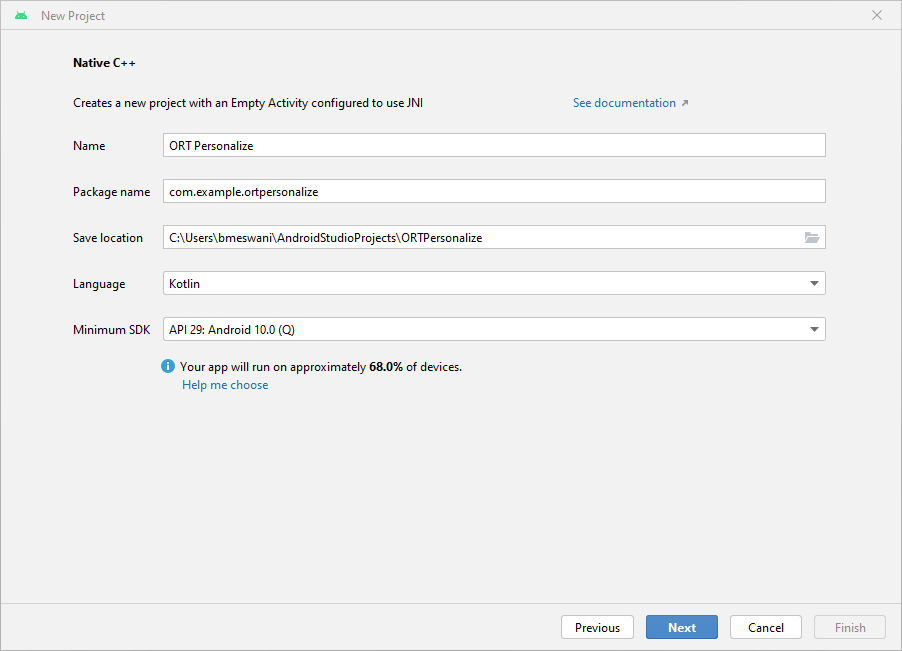 New Project
Native C++
Creates a new project with an Empty Activity configured to use JNI
See documentation
Name
ORT Personalize
Package name
com.example.ortpersonalize
Save location
C:\Users\bmeswani\AndroidStudioProjects\ORTPersonalize
Language
Kotlin
Minimum SDK
API 29: Android 10.0 (Q)
Your app will run on approximately 68.0% of devices.
Help me choose
Previous
Next
Cancel
Finish